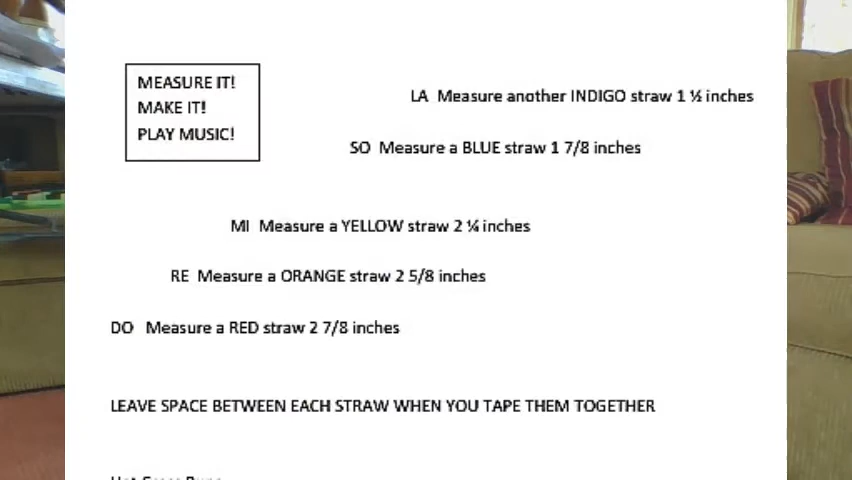 MEASURE IT!
MAKE IT!
PLAY MUSIC!
LA Measure another INDIGO straw 1 ½ inches
SO Measure a BLUE straw 1 7/8 inches
MI Measure a YELLOW straw 2 ¼ inches
RE Measure a ORANGE straw 2 5/8 inches
DO Measure a RED straw 2 7/8 inches
LEAVE SPACE BETWEEN EACH STRAW WHEN YOU TAPE THEM TOGETHER